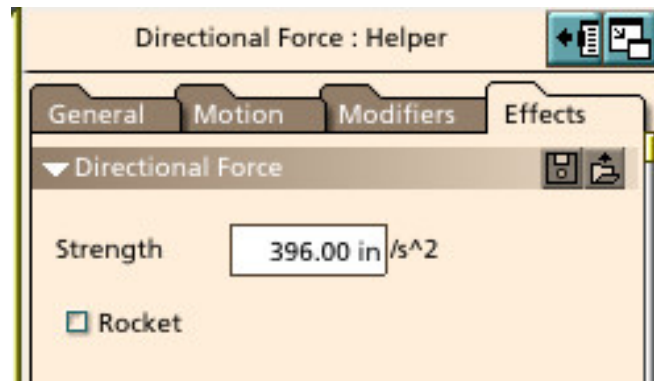 Directional Force : Helper
General Motion Modifiers Effects
Directional Force
Strength 396.00 in /s^2
Rocket